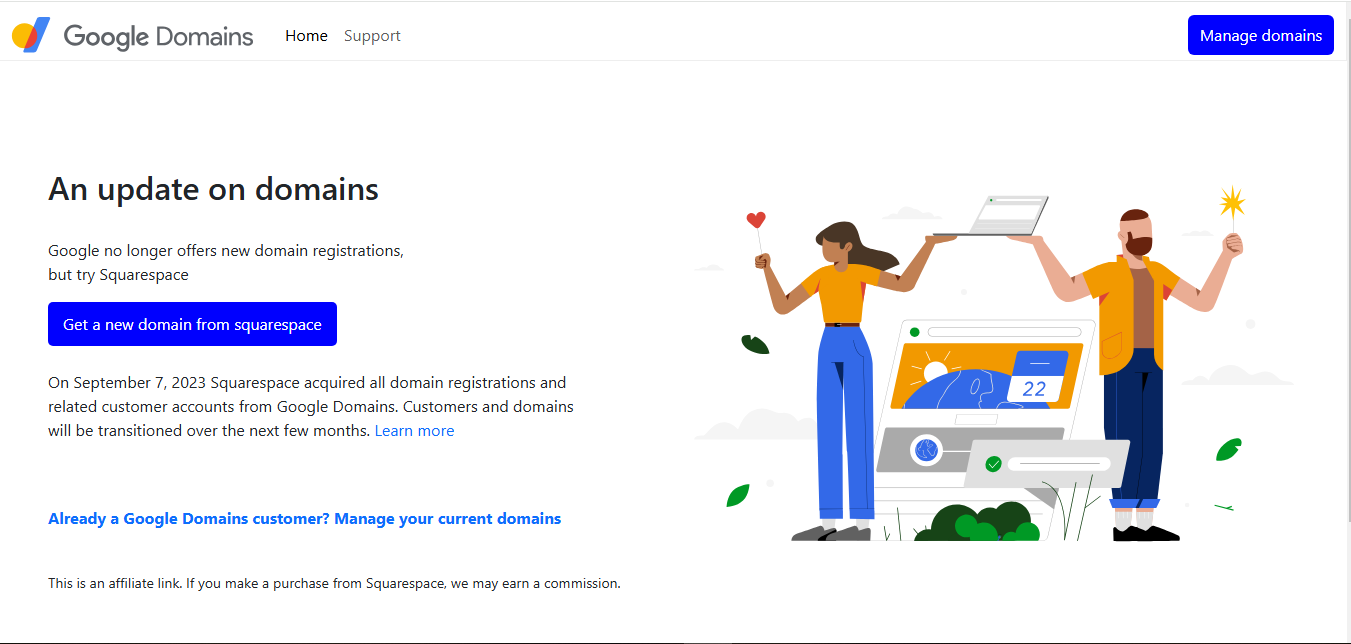 Google Domains
Home
Support
Manage domains
An update on domains
Google no longer offers new domain registrations,
but try Squarespace
Get a new domain from squarespace
On September 7, 2023 Squarespace acquired all domain registrations and
related customer accounts from Google Domains. Customers and domains
will be transitioned over the next few months. Learn more
22
Already a Google Domains customer? Manage your current domains
This is an affiliate link. If you make a purchase from Squarespace, we may earn a commission.